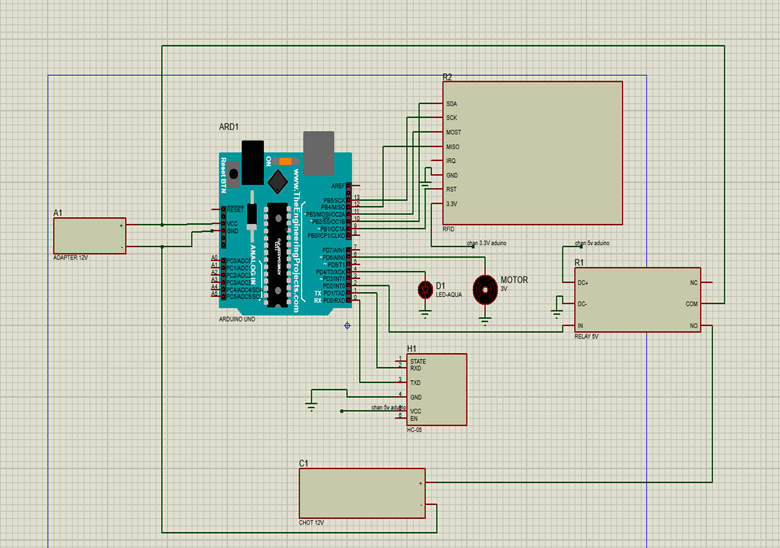 R2
SDA
SCK
MOST
MISO
IRQ
GND
RST
3.3V
RFID
chan 3.3V aduino
ARD1
Reset BTN
ON
www.TheEngineeringProjects.com
ANALOG IN
RESET
VCC
GND
A0
A1
A2
A3
A4
A5
PC0/ADC0
PC1/ADC1
PC2/ADC2
PC3/ADC3
PC4/ADC4/SDA
PC5/ADC5/SCL
AREF
PB5/SCK
PB4/MISO
PB3/MOSI/OC2A
PB2/SS/OC1B
PB1/OC1A
PB0/ICP1/CLKO
PD7/AIN1
PD6/AIN0
PD5/T1
PD4/T0/XCK
PD3/INT1
PD2/INT0
TX PD1/TXD
RX PD0/RXD
13
12
11
10
9
8
7
6
5
4
3
2
1
0
ARDUINO UNO
A1
+
-
ADAPTER 12V
D1
LED-AQUA
MOTOR
3V
chan 5v aduino
R1
DC+
DC-
IN
NC
COM
NO
RELAY 5V
H1
1 STATE
2 RXD
3 TXD
4 GND
chan 5v aduino
VCC
6 EN
HC-05
C1
+
-
CHOT 12V